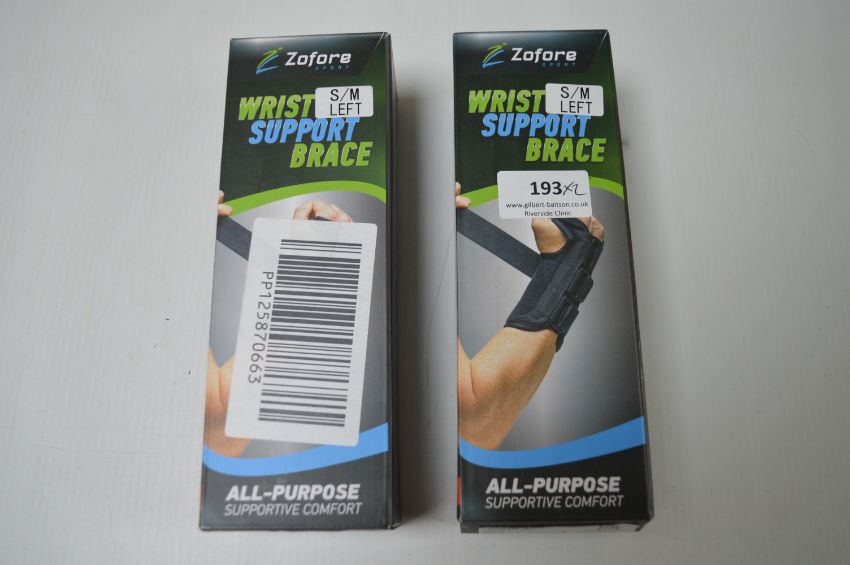 Zofore
SPORT
WRIST
S/M
LEFT
SUPPORT
BRACE
PP125870663
ALL-PURPOSE
SUPPORTIVE COMFORT
Zofore
SPORT
WRIST
S/M
LEFT
SUPPORT
BRACE
193x2
www.gilbert-baitson.co.uk
Riverside Clinic
ALL-PURPOSE
SUPPORTIVE COMFORT